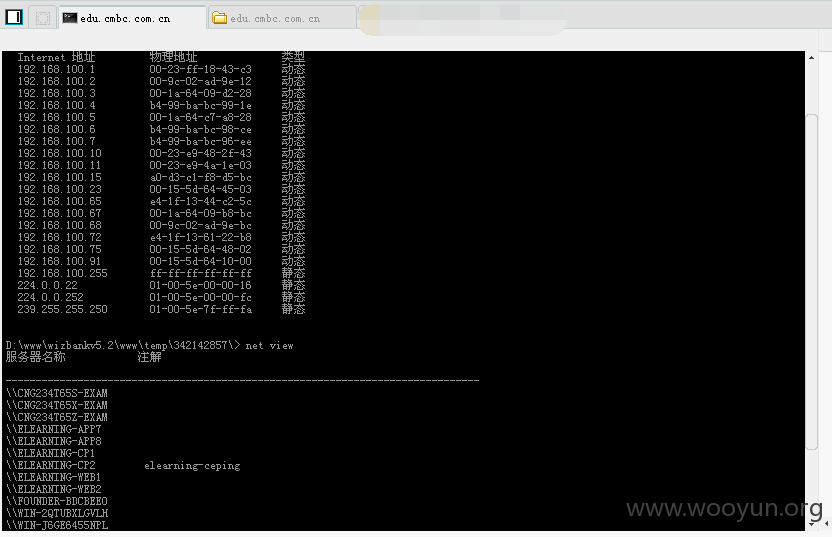 edu.cmbc.com.cn edu.cmbc.com.cn
Internet 地址 物理地址 类型
192.168.100.1 00-23-ff-18-43-c3 动态
192.168.100.2 00-9c-02-ad-9e-12 动态
192.168.100.3 00-1a-64-09-d2-28 动态
192.168.100.4 b4-99-ba-bc-99-1e 动态
192.168.100.5 00-1a-64-c7-a8-28 动态
192.168.100.6 b4-99-ba-bc-98-ce 动态
192.168.100.7 b4-99-ba-bc-96-ee 动态
192.168.100.10 00-23-e9-48-2f-43 动态
192.168.100.11 00-23-e9-4a-1e-03 动态
192.168.100.15 a0-d3-c1-f8-d5-bc 动态
192.168.100.23 00-15-5d-64-45-03 动态
192.168.100.65 e4-1f-13-44-c2-5c 动态
192.168.100.67 00-1a-64-09-b8-bc 动态
192.168.100.68 00-9c-02-ad-9e-bc 动态
192.168.100.72 e4-1f-13-61-22-b8 动态
192.168.100.75 00-15-5d-64-48-02 动态
192.168.100.91 00-15-5d-64-10-00 动态
192.168.100.255 ff-ff-ff-ff-ff-ff 静态
224.0.0.22 01-00-5e-00-00-16 静态
224.0.0.252 01-00-5e-00-00-fc 静态
239.255.255.250 01-00-5e-7f-ff-fa 静态
D:\www\wizbankv5.2\www\temp\342142857\> net view
服务器名称 注解
-------------------------------------------------------------------------------
\\CNG234T65S-EXAM
\\CNG234T65X-EXAM
\\CNG234T65Z-EXAM
\\ELEARNING-APP7
\\ELEARNING-APP8
\\ELEARNING-CP1
\\ELEARNING-CP2 elearning-ceping
\\ELEARNING-WEB1
\\ELEARNING-WEB2
\\FOUNDER-BDCBEE0
\\WIN-2QTUBXLGVLH
\\WIN-J6GE6455NPL
www.wooyun.org